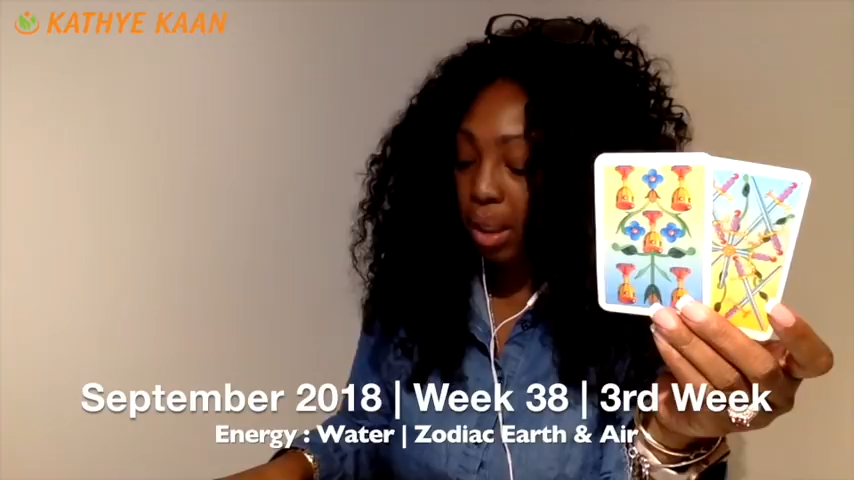 KATHYE KAAN
September 2018 | Week 38 | 3rd Week
Energy : Water | Zodiac Earth & Air